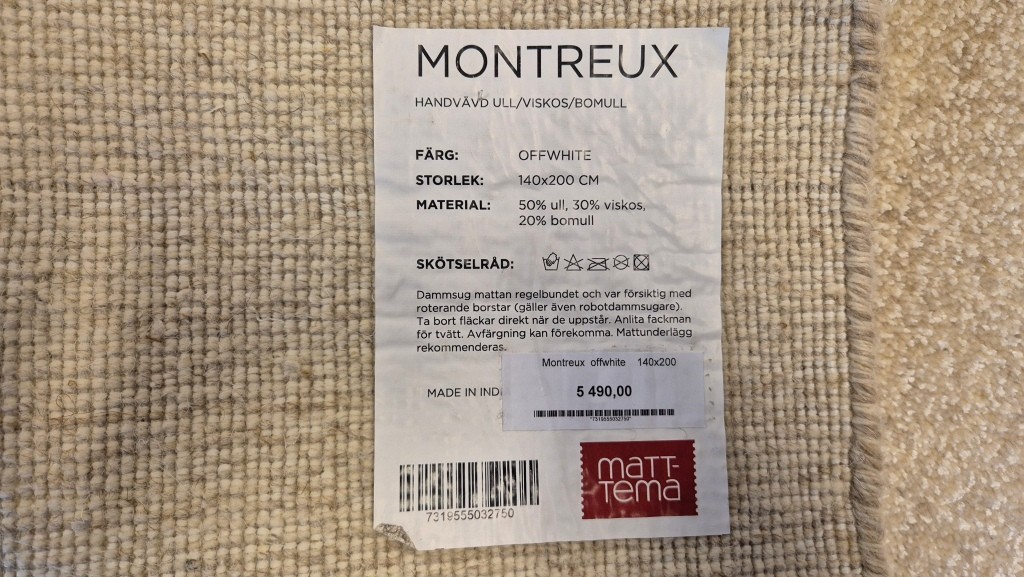 MONTREUX
HANDVÄVD ULL/VISKOS/BOMULL
FÄRG: OFFWHITE
STORLEK: 140x200 CM
MATERIAL: 50% ull, 30% viskos,
20% bomull
SKÖTSELRÅD:
Dammsug mattan regelbundet och var försiktig med
roterande borstar (gäller även robotdammsugare).
Ta bort fläckar direkt när de uppstår. Anlita fackman
för tvätt. Avfärgning kan förekomma. Mattunderlägg
rekommenderas.
Montreux offwhite 140x200
5 490,00
*7319555032750*
MADE IN INDI
7319555032750
maTT-
Tema